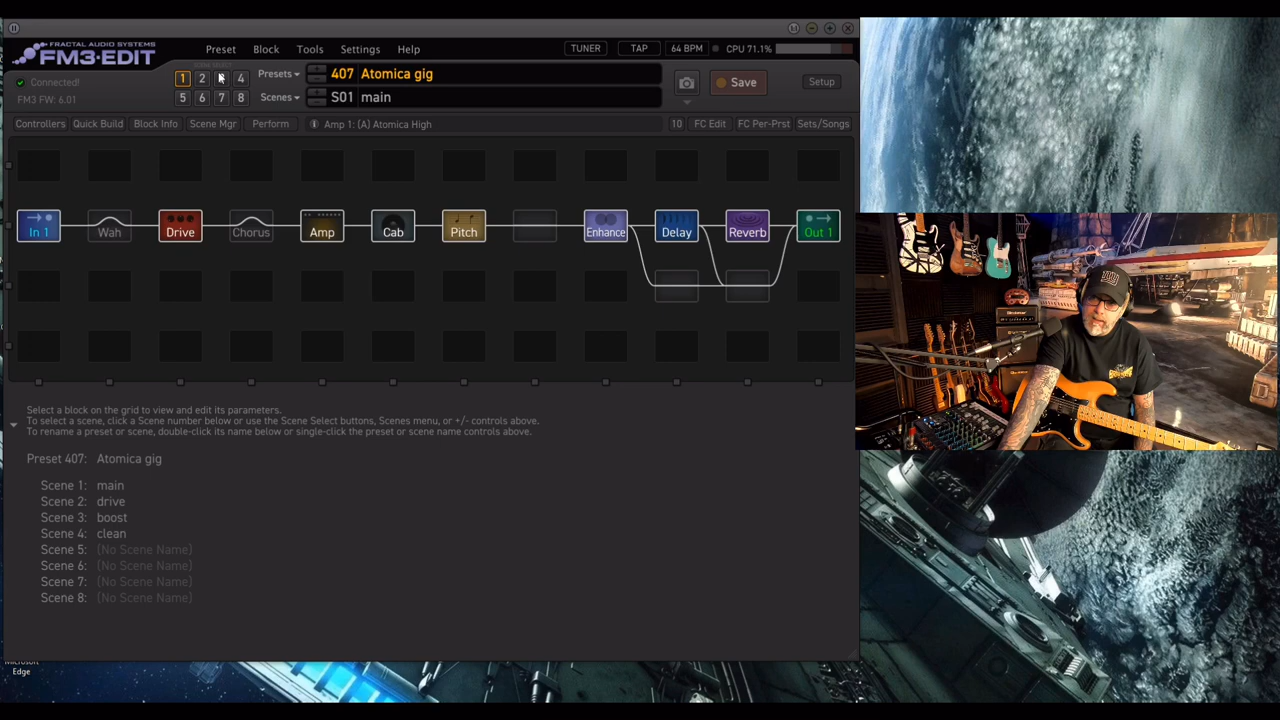 FRACTAL AUDIO SYSTEMS
FM3-EDIT
Preset Block Tools Settings Help
TUNER TAP 64 BPM CPU 71.1%
Connected!
FM3 FW: 6.01
SCENE SELECT
1 2 3 4
5 6 7 8
Presets 407 Atomica gig
Scenes S01 main
Save
Setup
Controllers Quick Build Block Info Scene Mgr Perform
Amp 1: [A] Atomica High
10 FC Edit FC Per-Prst Sets/Songs
In 1 Wah Drive Chorus Amp Cab Pitch Enhance Delay Reverb Out 1
Select a block on the grid to view and edit its parameters.
To select a scene, click a Scene number below or use the Scene Select buttons, Scenes menu, or +/- controls above.
To rename a preset or scene, double-click its name below or single-click the preset or scene name controls above.
Preset 407: Atomica gig
Scene 1: main
Scene 2: drive
Scene 3: boost
Scene 4: clean
Scene 5: (No Scene Name)
Scene 6: (No Scene Name)
Scene 7: (No Scene Name)
Scene 8: (No Scene Name)
Microsoft
Edge